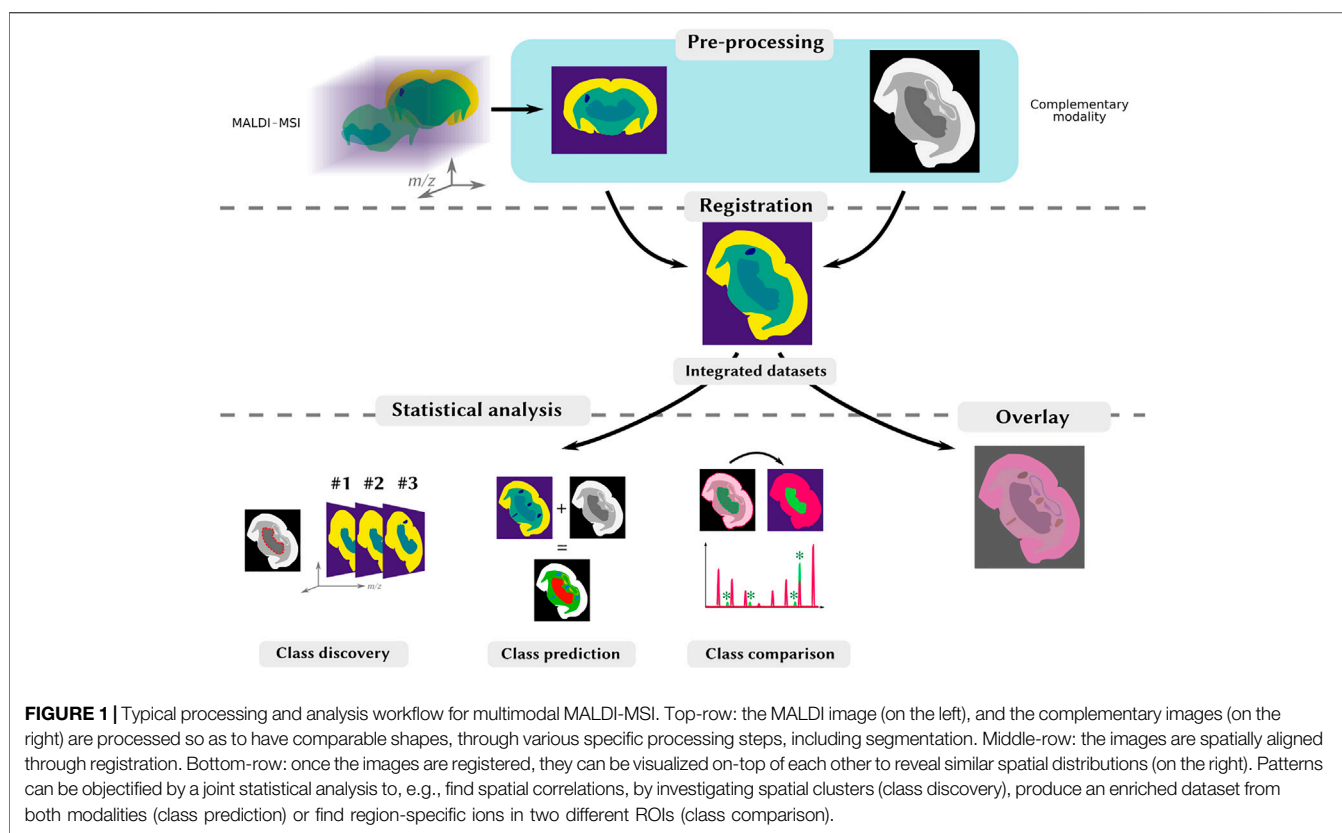 Pre-processing
MALDI-MSI
Complementary
modality
m/z
Registration
Integrated datasets
Statistical analysis
Overlay
#1 #2 #3
+
=
m/z
* * * *
Class discovery
Class prediction
Class comparison
FIGURE 1 | Typical processing and analysis workflow for multimodal MALDI-MSI. Top-row: the MALDI image (on the left), and the complementary images (on the
right) are processed so as to have comparable shapes, through various specific processing steps, including segmentation. Middle-row: the images are spatially aligned
through registration. Bottom-row: once the images are registered, they can be visualized on-top of each other to reveal similar spatial distributions (on the right). Patterns
can be objectified by a joint statistical analysis to, e.g., find spatial correlations, by investigating spatial clusters (class discovery), produce an enriched dataset from
both modalities (class prediction) or find region-specific ions in two different ROIs (class comparison).